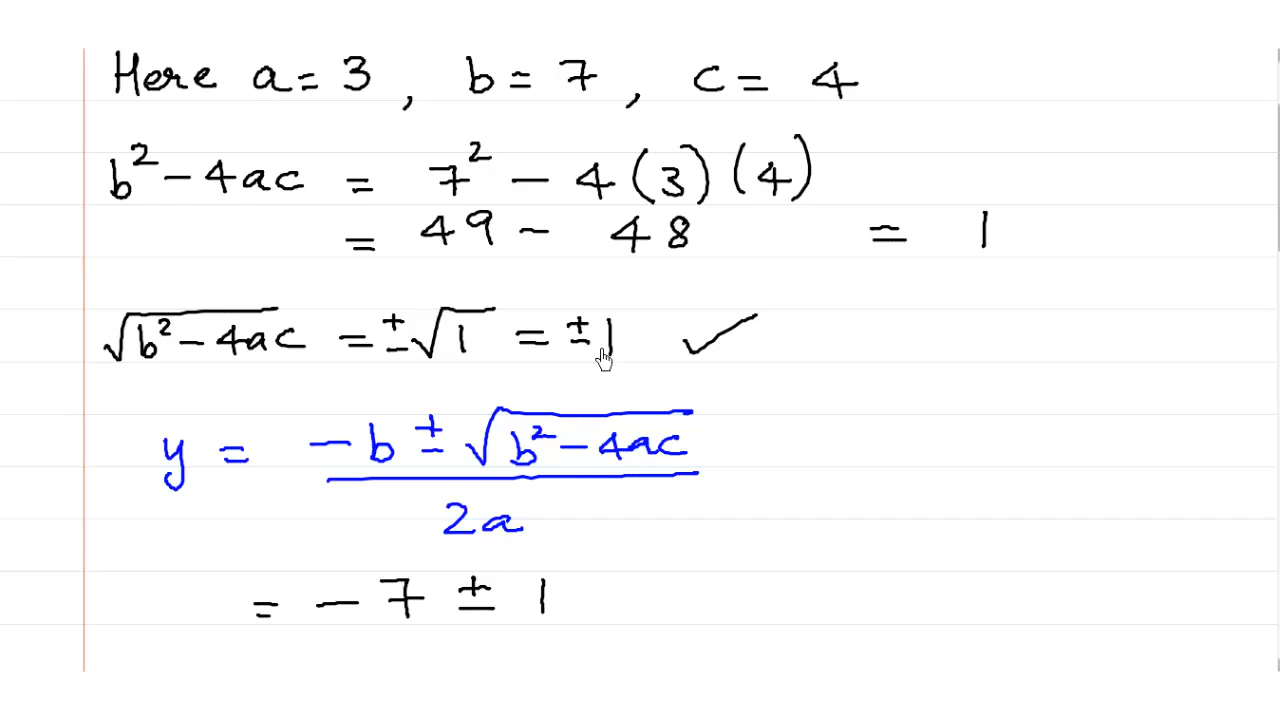 Here a = 3, b = 7, c = 4
b² - 4ac = 7² - 4(3)(4)
= 49 - 48 = 1
√b² - 4ac = ±√1 = ±1 ✓
y = -b ± √b² - 4ac
2a
= -7 ± 1